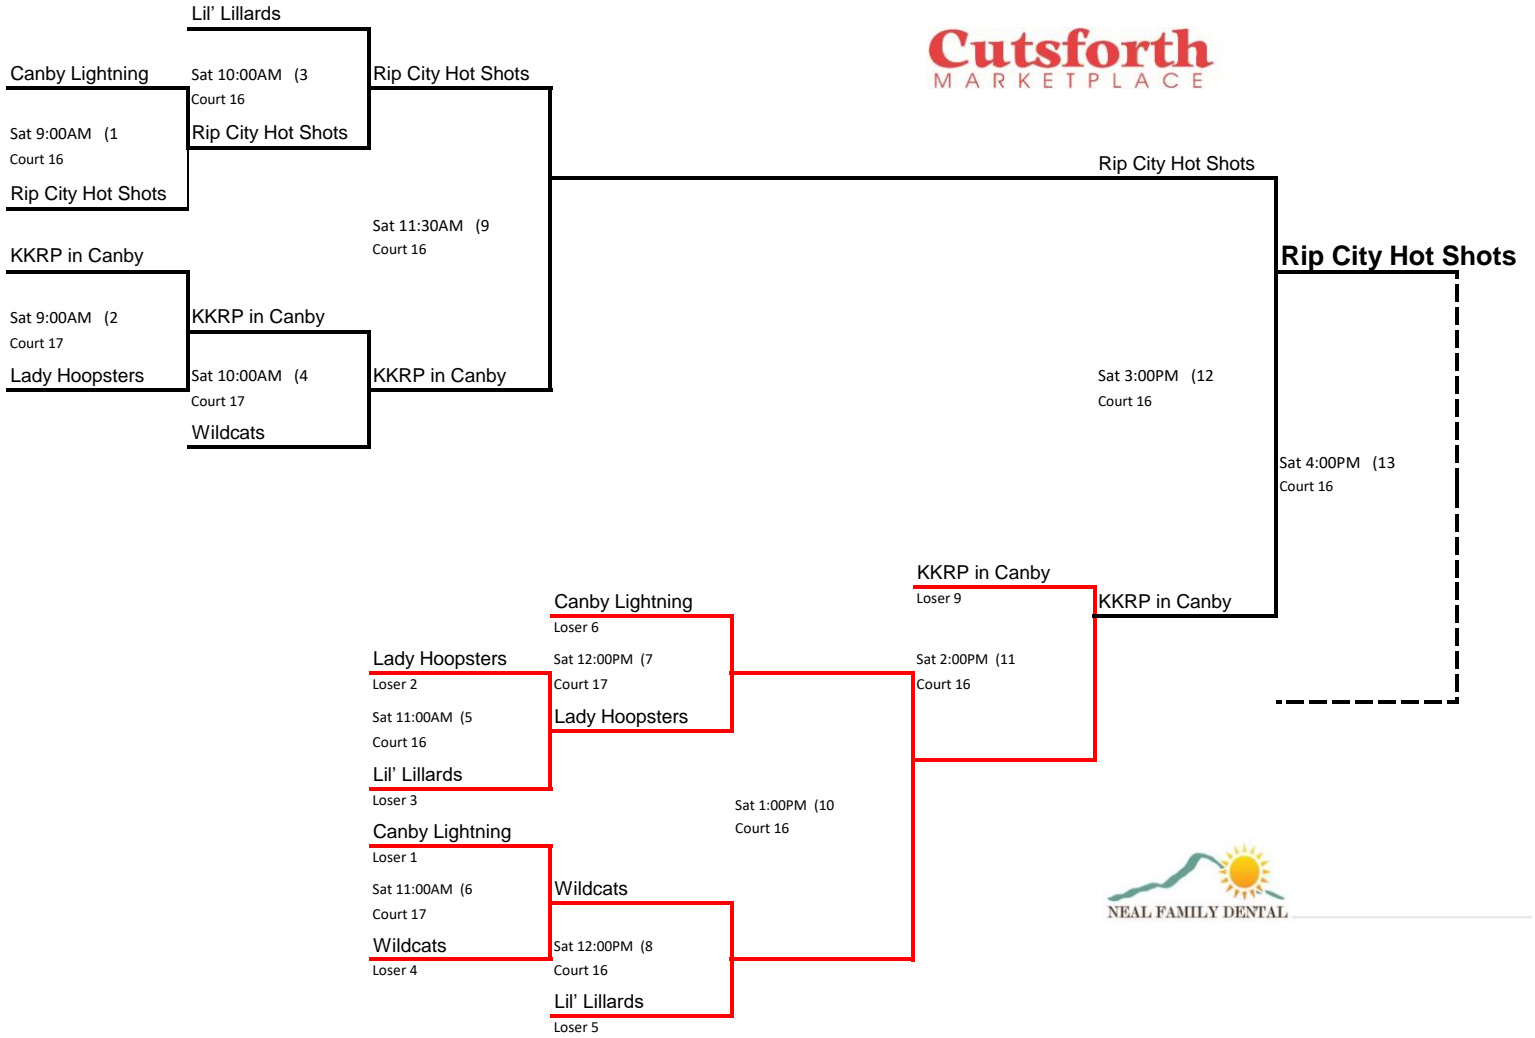 Lil’ Lillards
Cutsforth
MARKETPLACE
Canby Lightning
Sat 10:00AM (3
Rip City Hot Shots
Court 16
Sat 9:00AM (1
Rip City Hot Shots
Court 16
Rip City Hot Shots
Rip City Hot Shots
Sat 11:30AM (9
Court 16
KKRP in Canby
Rip City Hot Shots
Sat 9:00AM (2
KKRP in Canby
Court 17
Lady Hoopsters
Sat 10:00AM (4
KKRP in Canby
Sat 3:00PM (12
Court 17
Court 16
Wildcats
Sat 4:00PM (13
Court 16
KKRP in Canby
Loser 9
Canby Lightning
KKRP in Canby
Loser 6
Lady Hoopsters
Sat 12:00PM (7
Sat 2:00PM (11
Loser 2
Court 17
Court 16
Sat 11:00AM (5
Lady Hoopsters
Court 16
Lil’ Lillards
Loser 3
Sat 1:00PM (10
Court 16
Canby Lightning
Loser 1
Sat 11:00AM (6
Wildcats
Court 17
NEAL FAMILY DENTAL
Wildcats
Sat 12:00PM (8
Loser 4
Court 16
Lil’ Lillards
Loser 5